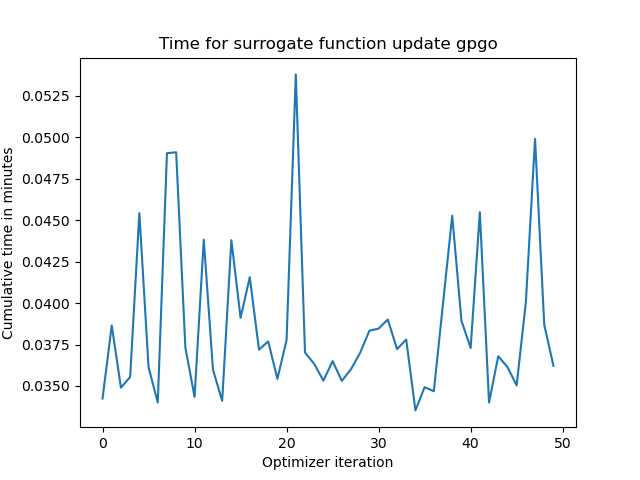 Time for surrogate function update gpgo
Cumulative time in minutes
0.0525
0.0500
0.0475
0.0450
0.0425
0.0400
0.0375
0.0350
0 10 20 30 40 50
Optimizer iteration